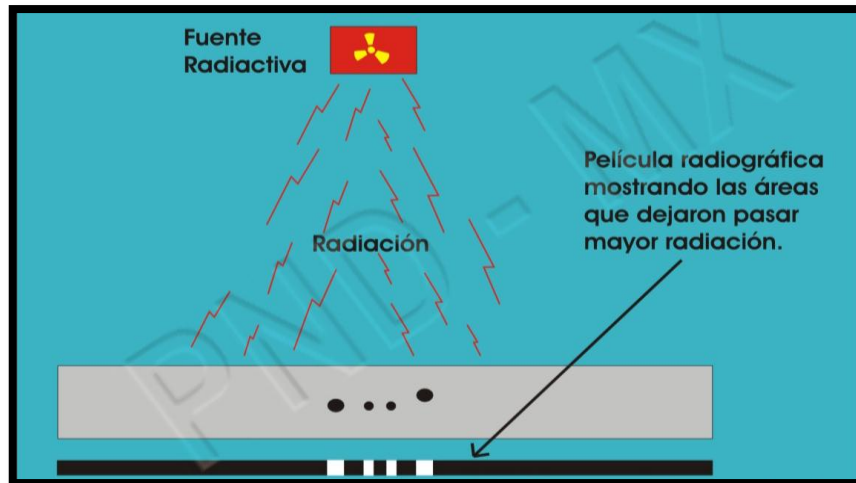 Fuente
Radiactiva
Radiación
Película radiográfica
mostrando las áreas
que dejaron pasar
mayor radiación.
PND - MX